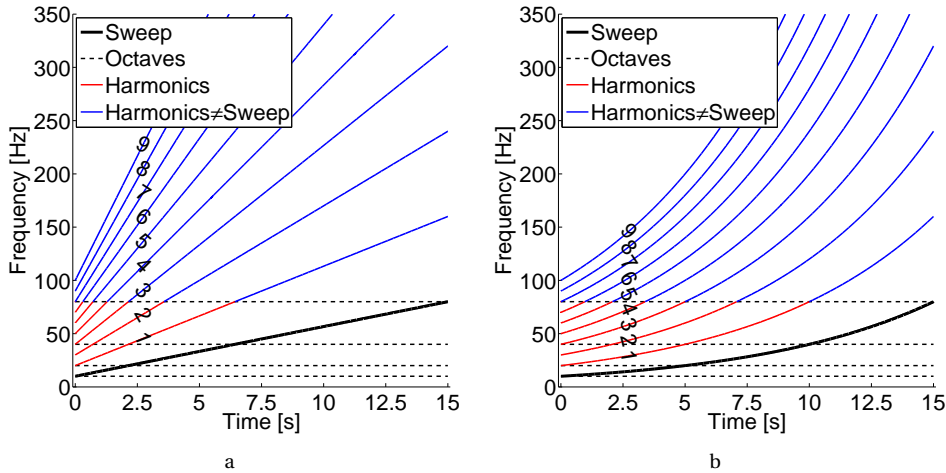 350
300
250
200
150
100
50
0
Frequency [Hz]
Sweep
Octaves
Harmonics
Harmonics≠Sweep
9
8
7
6
5
4
3
2
1
0 2.5 5 7.5 10 12.5 15
Time [s]
a
350
300
250
200
150
100
50
0
Frequency [Hz]
Sweep
Octaves
Harmonics
Harmonics≠Sweep
9
8
7
6
5
4
3
2
1
0 2.5 5 7.5 10 12.5 15
Time [s]
b